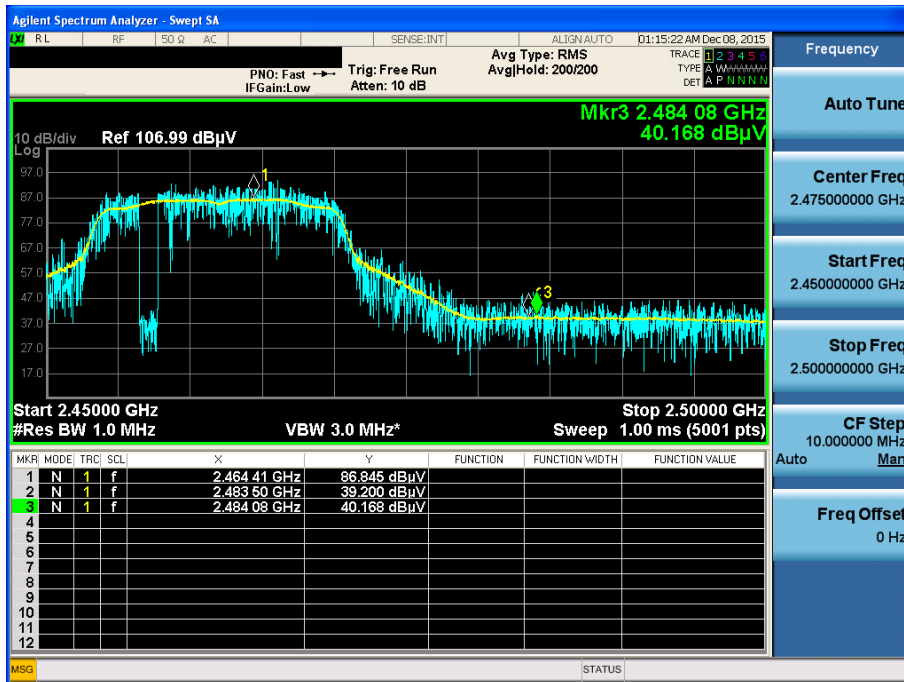 Agilent Spectrum Analyzer - Swept SA
LXI RL RF 50 Ω AC SENSE:INT ALIGN AUTO 01:15:22 AM Dec 08, 2015
PNO: Fast
IFGain:Low
Trig: Free Run
Atten: 10 dB
Avg Type: RMS
Avg|Hold: 200/200
TRACE 1 2 3 4 5 6
TYPE A WWWWW
DET A P N N N N
Mkr3 2.484 08 GHz
40.168 dBµV
10 dB/div Ref 106.99 dBµV
Log
97.0
87.0
77.0
67.0
57.0
47.0
37.0
27.0
17.0
1
3
Start 2.45000 GHz Stop 2.50000 GHz
#Res BW 1.0 MHz VBW 3.0 MHz* Sweep 1.00 ms (5001 pts)
MKR MODE TRC SCL X Y FUNCTION FUNCTION WIDTH FUNCTION VALUE
1 N 1 f 2.464 41 GHz 86.845 dBµV
2 N 1 f 2.483 50 GHz 39.200 dBµV
3 N 1 f 2.484 08 GHz 40.168 dBµV
4
5
6
7
8
9
10
11
12
MSG STATUS
Frequency
Auto Tune
Center Freq
2.475000000 GHz
Start Freq
2.450000000 GHz
Stop Freq
2.500000000 GHz
CF Step
10.000000 MHz
Auto Man
Freq Offset
0 Hz